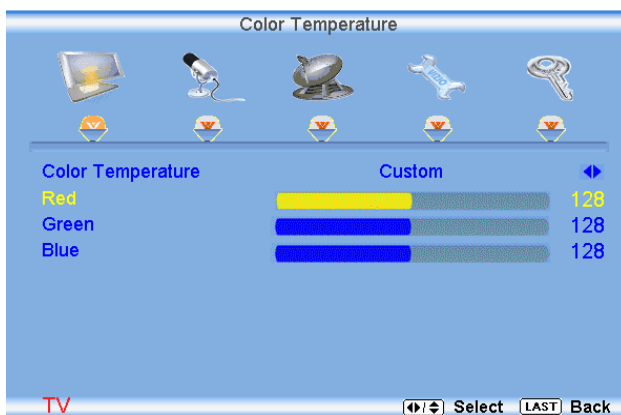 Color Temperature
Color Temperature Custom
Red 128
Green 128
Blue 128
TV Select LAST Back